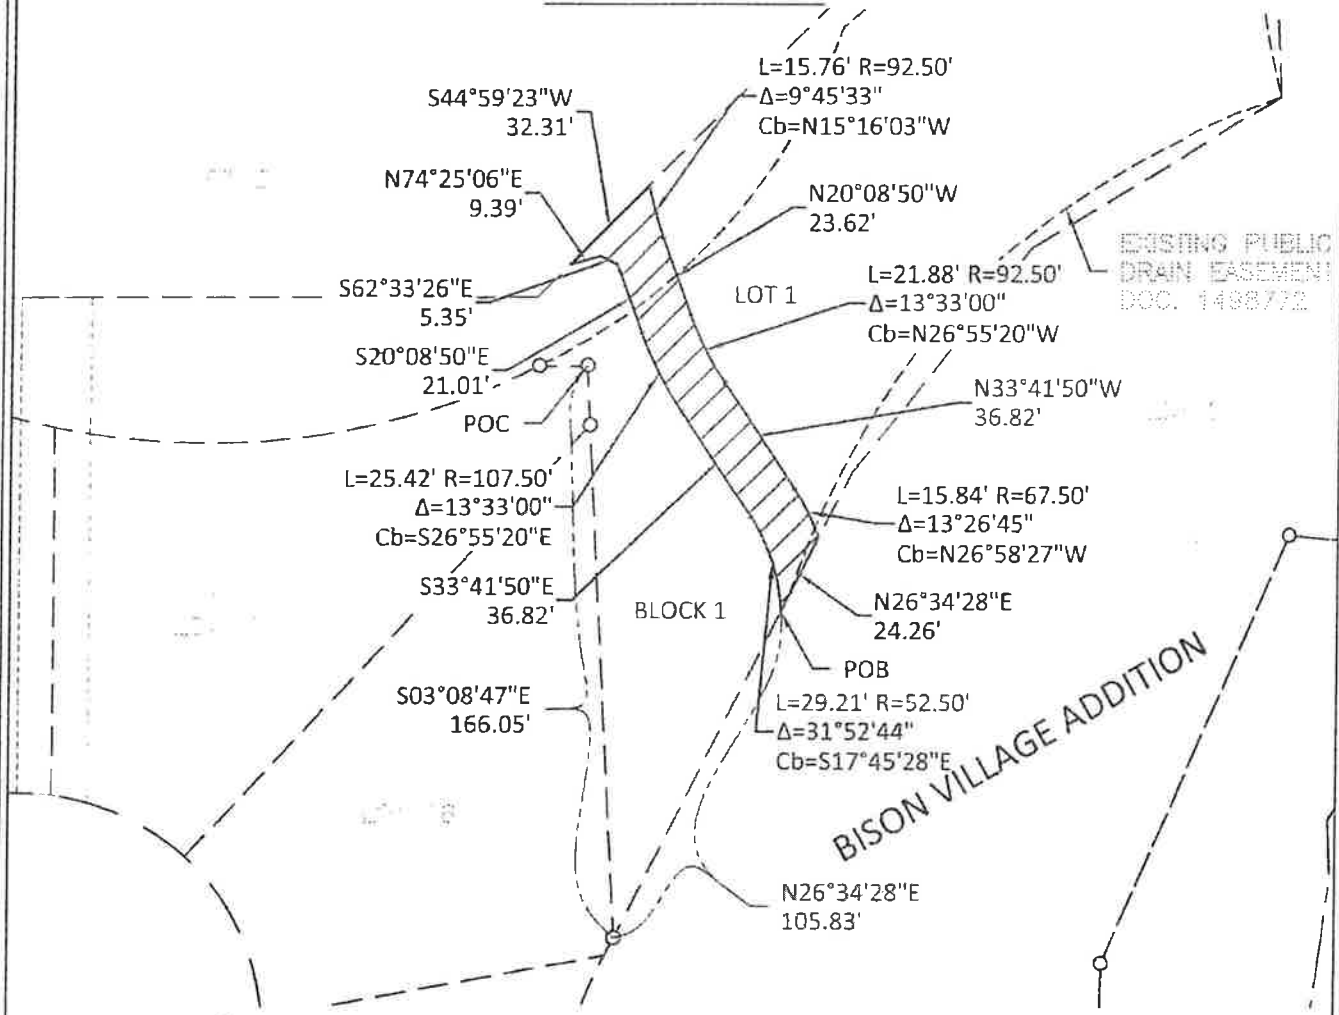 L=15.76' R=92.50'
Δ=9°45'33"
Cb=N15°16'03"W
S44°59'23"W
32.31'
N74°25'06"E
9.39'
N20°08'50"W
23.62'
EXISTING PUBLIC
DRAIN EASEMENT
DOC. 1498772
S62°33'26"E
5.35'
LOT 1
L=21.88' R=92.50'
Δ=13°33'00"
Cb=N26°55'20"W
S20°08'50"E
21.01'
N33°41'50"W
36.82'
POC
L=25.42' R=107.50'
Δ=13°33'00"
Cb=S26°55'20"E
L=15.84' R=67.50'
Δ=13°26'45"
Cb=N26°58'27"W
S33°41'50"E
36.82'
BLOCK 1
N26°34'28"E
24.26'
POB
S03°08'47"E
166.05'
L=29.21' R=52.50'
Δ=31°52'44"
Cb=S17°45'28"E
BISON VILLAGE ADDITION
N26°34'28"E
105.83'